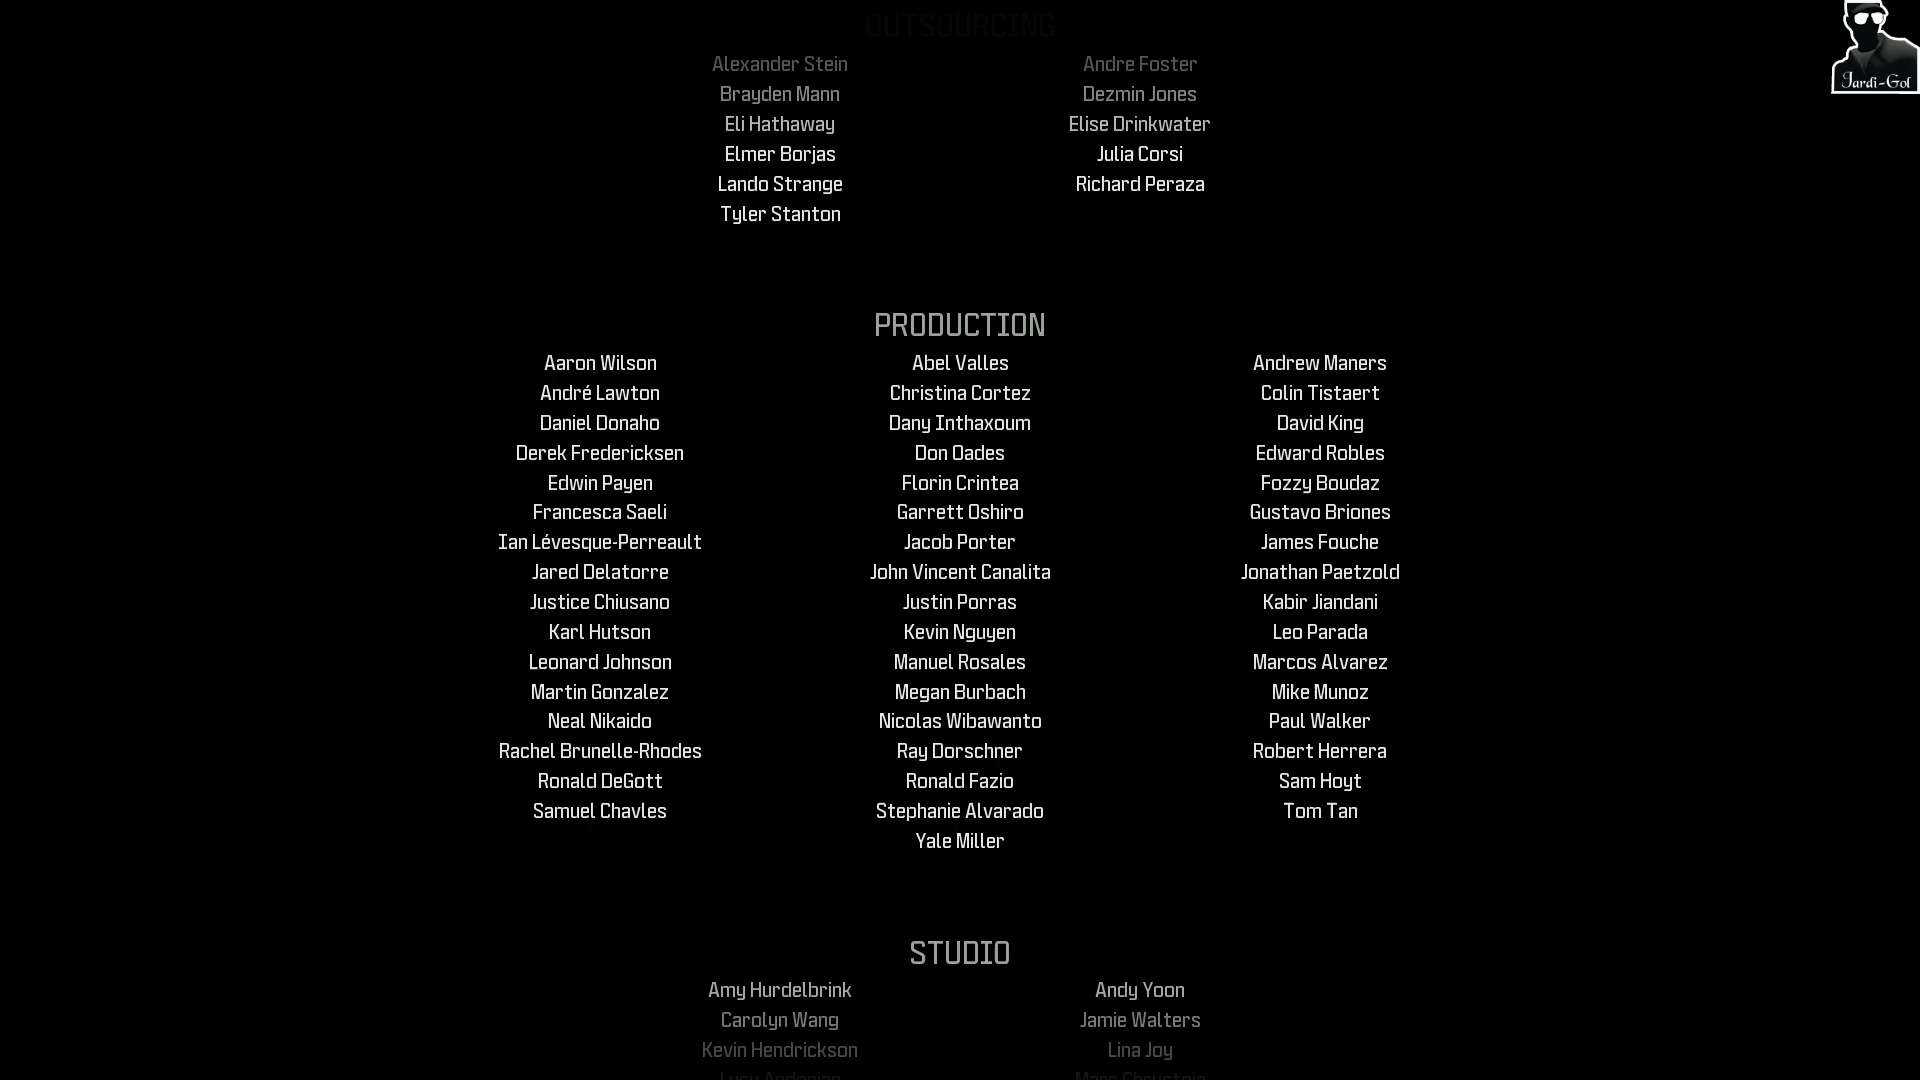 OUTSOURCING
Alexander Stein Andre Foster
Brayden Mann Dezmin Jones
Eli Hathaway Elise Drinkwater
Elmer Borjas Julia Corsi
Lando Strange Richard Peraza
Tyler Stanton
Jardi-Gol
PRODUCTION
Aaron Wilson Abel Valles Andrew Maners
André Lawton Christina Cortez Colin Tistaert
Daniel Donaho Dany Inthaxoum David King
Derek Fredericksen Don Oades Edward Robles
Edwin Payen Florin Crintea Fozzy Boudaz
Francesca Saeli Garrett Oshiro Gustavo Briones
Ian Lévesque-Perreault Jacob Porter James Fouche
Jared Delatorre John Vincent Canalita Jonathan Paetzold
Justice Chiusano Justin Porras Kabir Jiandani
Karl Hutson Kevin Nguyen Leo Parada
Leonard Johnson Manuel Rosales Marcos Alvarez
Martin Gonzalez Megan Burbach Mike Munoz
Neal Nikaido Nicolas Wibawanto Paul Walker
Rachel Brunelle-Rhodes Ray Dorschner Robert Herrera
Ronald DeGott Ronald Fazio Sam Hoyt
Samuel Chavles Stephanie Alvarado Tom Tan
Yale Miller
STUDIO
Amy Hurdelbrink Andy Yoon
Carolyn Wang Jamie Walters
Kevin Hendrickson Lina Joy